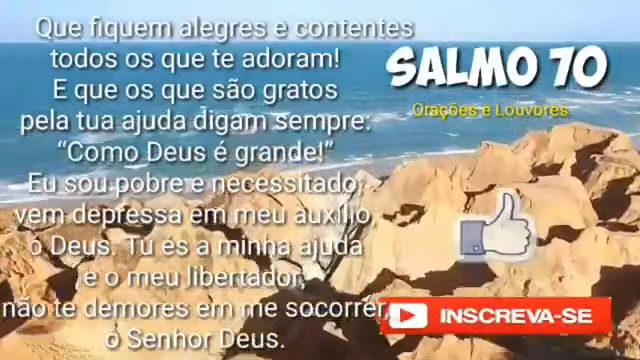 Que fiquem alegres e contentes
todos os que te adoram!
E que os que são gratos
pela tua ajuda digam sempre:
“Como Deus é grande!”
Eu sou pobre e necessitado,
vem depressa em meu auxílio
ó Deus. Tu és a minha ajuda
e o meu libertador,
não te demores em me socorrer,
ó Senhor Deus.
SALMO 70
Orações e Louvores
INSCREVA-SE